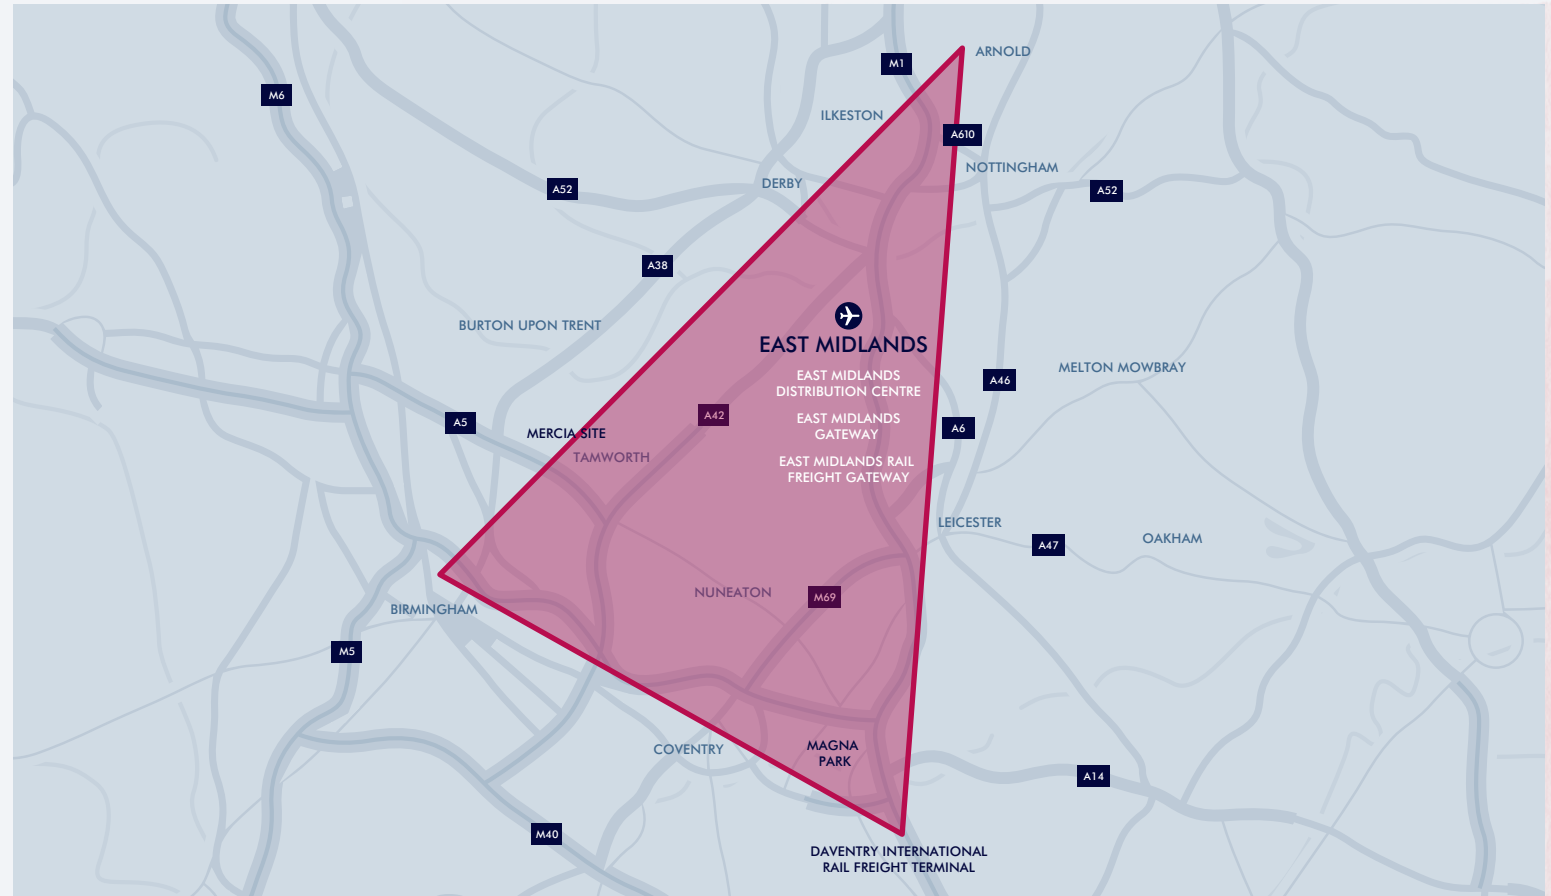 ARNOLD
M1
M6
ILKESTON
A610
NOTTINGHAM
DERBY
A52
A52
A38
BURTON UPON TRENT
EAST MIDLANDS
MELTON MOWBRAY
EAST MIDLANDS
DISTRIBUTION CENTRE
A46
A42
EAST MIDLANDS
GATEWAY
A5
A6
MERCIA SITE
TAMWORTH
EAST MIDLANDS RAIL
FREIGHT GATEWAY
LEICESTER
A47
OAKHAM
NUNEATON
M69
BIRMINGHAM
M5
COVENTRY
MAGNA
PARK
A14
M40
DAVENTRY INTERNATIONAL
RAIL FREIGHT TERMINAL